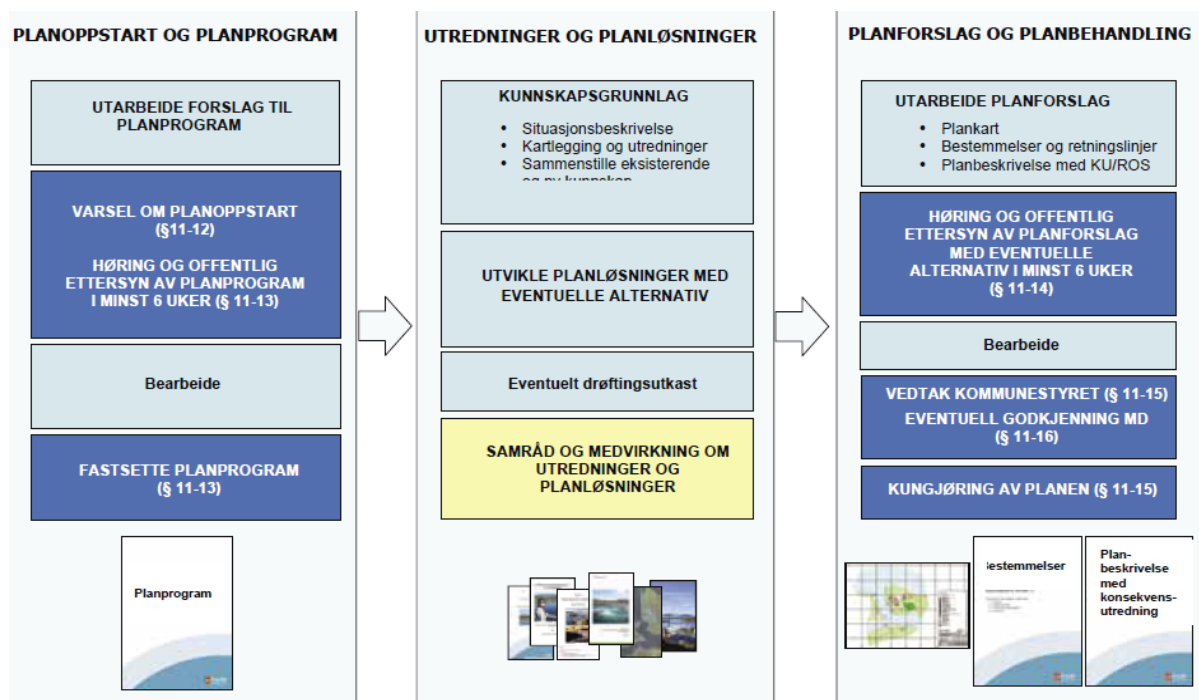 PLANOPPSTART OG PLANPROGRAM
UTARBEIDE FORSLAG TIL
PLANPROGRAM
VARSEL OM PLANOPPSTART
(§11-12)
HØRING OG OFFENTLIG
ETTERSYN AV PLANPROGRAM
I MINST 6 UKER (§ 11-13)
Bearbeide
FASTSETTE PLANPROGRAM
(§ 11-13)
Planprogram
UTREDNINGER OG PLANLØSNINGER
KUNNSKAPSGRUNNLAG
• Situasjonsbeskrivelse
• Kartlegging og utredninger
• Sammenstille eksisterende
og ny kunnskap
UTVIKLE PLANLØSNINGER MED
EVENTUELLE ALTERNATIV
Eventuelt drøftingsutkast
SAMRÅD OG MEDVIRKNING OM
UTREDNINGER OG
PLANLØSNINGER
PLANFORSLAG OG PLANBEHANDLING
UTARBEIDE PLANFORSLAG
• Plankart
• Bestemmelser og retningslinjer
• Planbeskrivelse med KU/ROS
HØRING OG OFFENTLIG
ETTERSYN AV PLANFORSLAG
MED EVENTUELLE
ALTERNATIV I MINST 6 UKER
(§ 11-14)
Bearbeide
VEDTAK KOMMUNESTYRET (§ 11-15)
EVENTUELL GODKJENNING MD
(§ 11-16)
KUNGJØRING AV PLANEN (§ 11-15)
Bestemmelser
Plan-
beskrivelse
med
konsekvens-
utredning